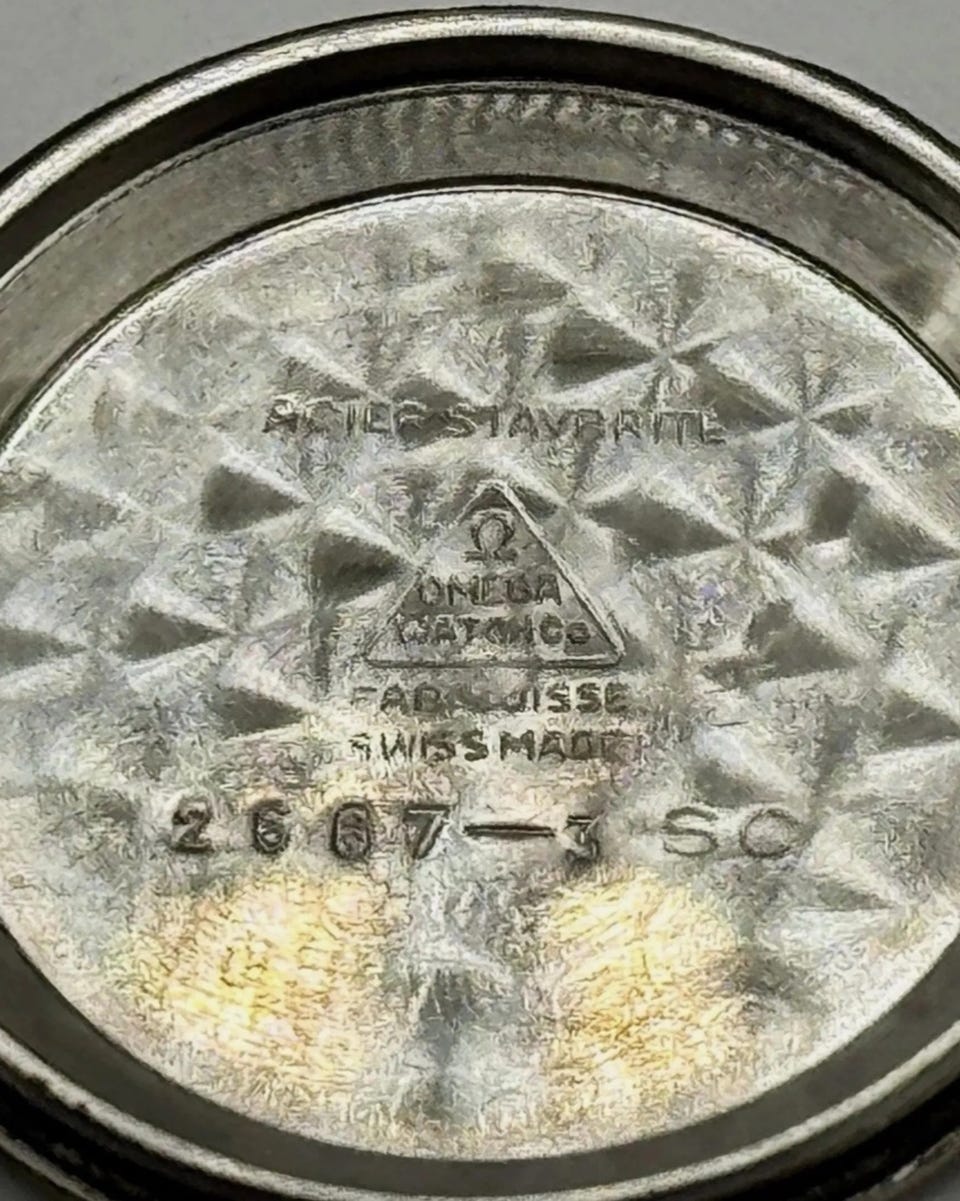 ACIER STAYBRITE
Ω
OMEGA
WATCH Co
FAB. SUISSE
SWISS MADE
2667-3 SC